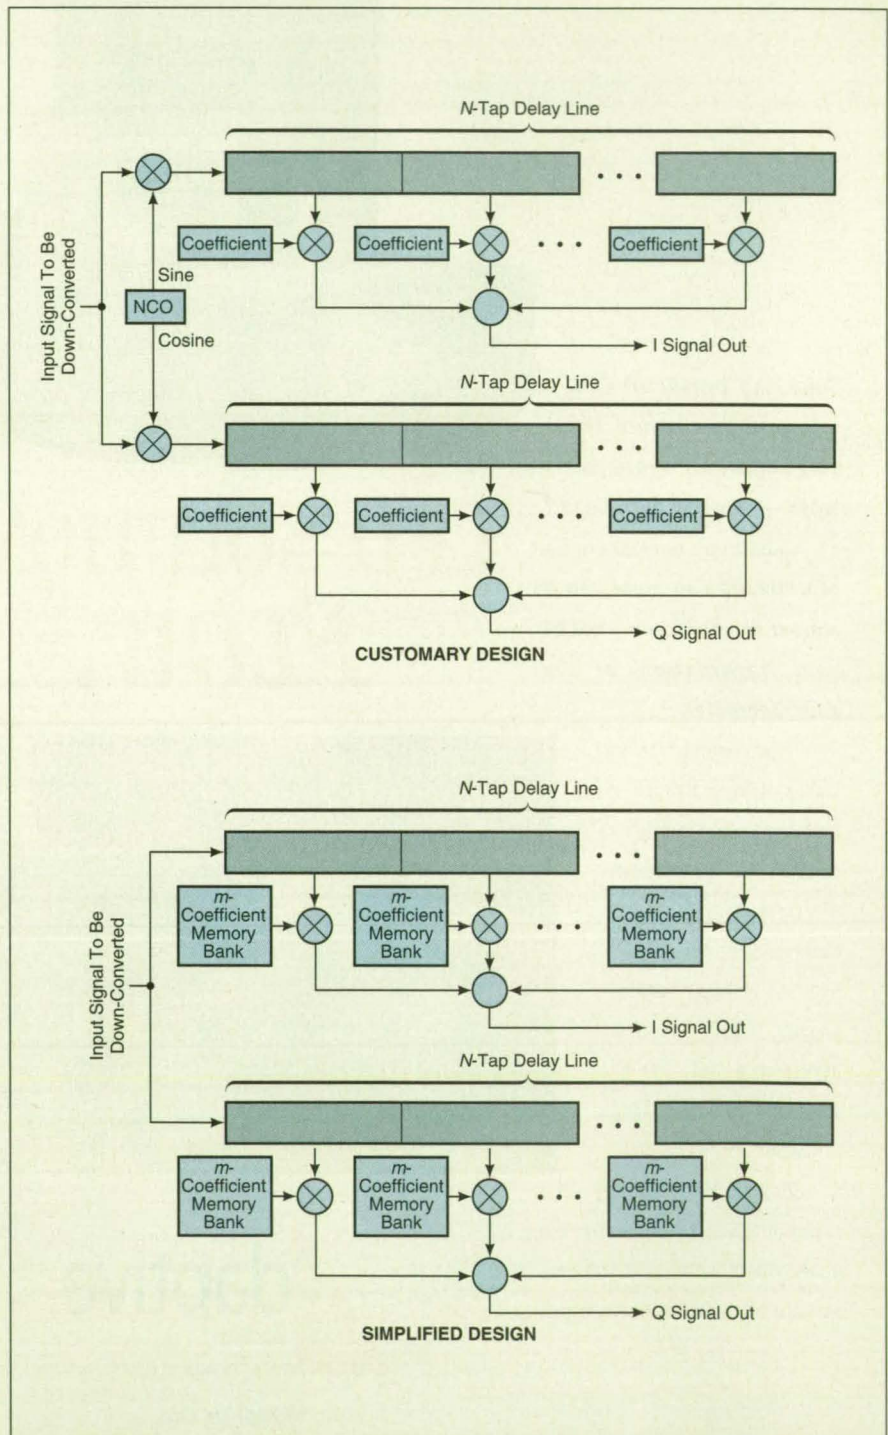 N-Tap Delay Line
Input Signal To Be
Down-Converted
Sine
NCO
Cosine
Coefficient
Coefficient
Coefficient
I Signal Out
N-Tap Delay Line
Coefficient
Coefficient
Coefficient
Q Signal Out
CUSTOMARY DESIGN
N-Tap Delay Line
Input Signal To Be
Down-Converted
m-
Coefficient
Memory
Bank
m-
Coefficient
Memory
Bank
m-
Coefficient
Memory
Bank
I Signal Out
N-Tap Delay Line
m-
Coefficient
Memory
Bank
m-
Coefficient
Memory
Bank
m-
Coefficient
Memory
Bank
Q Signal Out
SIMPLIFIED DESIGN